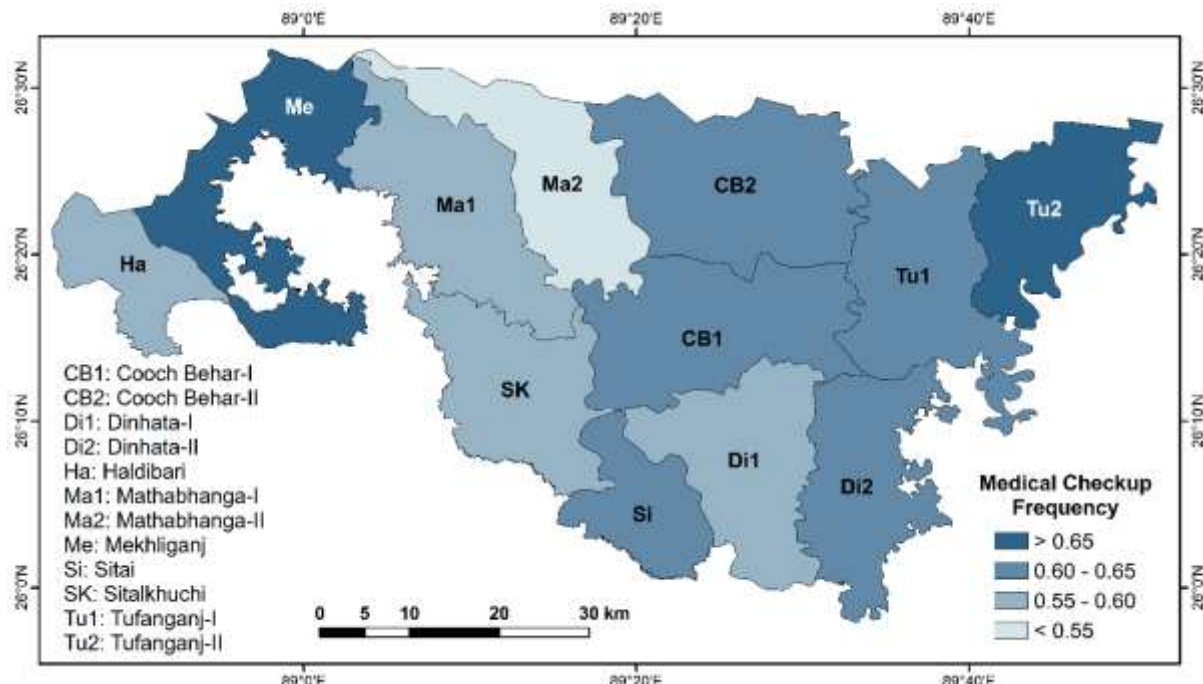 89°0'E 89°20'E 89°40'E
26°30'N 26°30'N
Me
Ma2
CB2
Ma1
Tu2
Ha
26°20'N 26°20'N
Tu1
CB1
SK
26°10'N 26°10'N
Di1
Di2
Si
26°0'N 26°0'N
CB1: Cooch Behar-I
CB2: Cooch Behar-II
Di1: Dinhata-I
Di2: Dinhata-II
Ha: Haldibari
Ma1: Mathabhanga-I
Ma2: Mathabhanga-II
Me: Mekhliganj
Si: Sitai
SK: Sitalkhuchi
Tu1: Tufanganj-I
Tu2: Tufanganj-II
0 5 10 20 30 km
Medical Checkup
Frequency
> 0.65
0.60 - 0.65
0.55 - 0.60
< 0.55
89°0'E 89°20'E 89°40'E